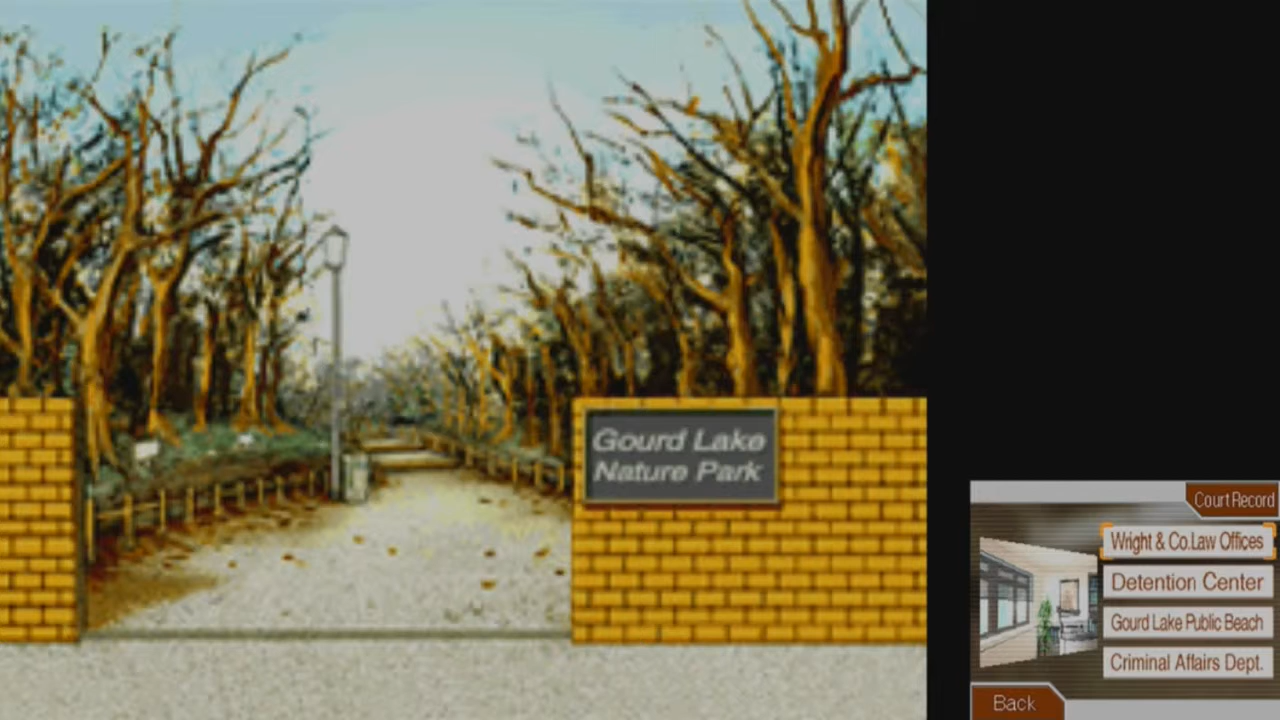 Gourd Lake
Nature Park
Court Record
Wright & Co.Law Offices
Detention Center
Gourd Lake Public Beach
Criminal Affairs Dept.
Back